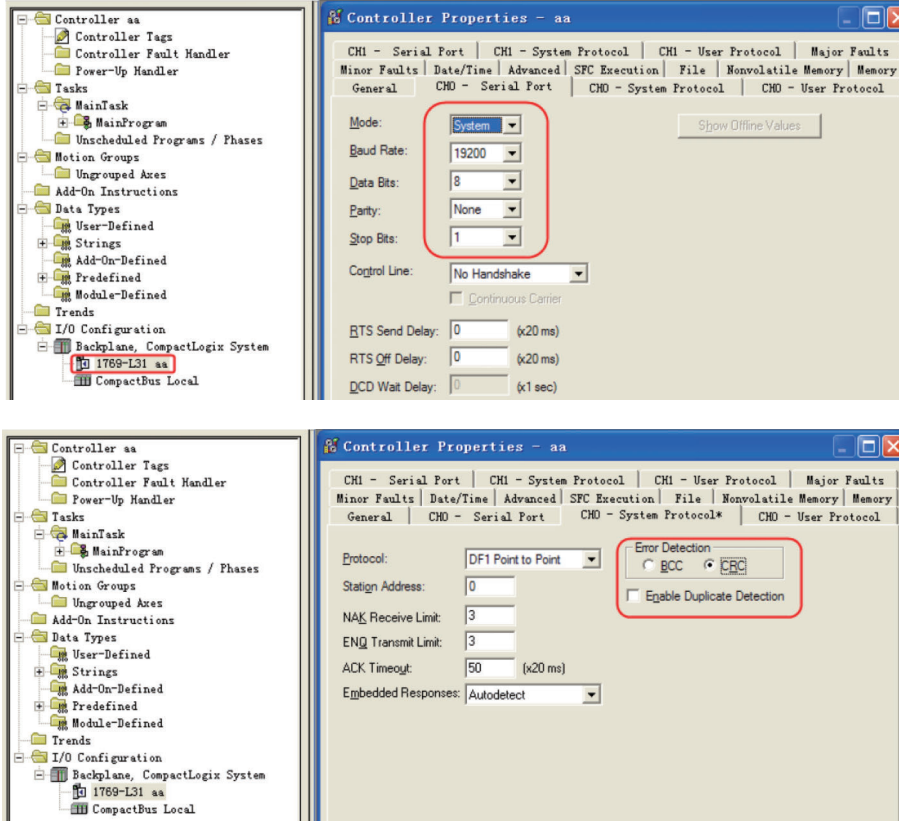 Controller aa
Controller Tags
Controller Fault Handler
Power-Up Handler
Tasks
MainTask
MainProgram
Unscheduled Programs / Phases
Motion Groups
Ungrouped Axes
Add-On Instructions
Data Types
User-Defined
Strings
Add-On-Defined
Predefined
Module-Defined
Trends
I/O Configuration
Backplane, CompactLogix System
1769-L31 aa
CompactBus Local
Controller Properties - aa
CH1 - Serial Port CH1 - System Protocol CH1 - User Protocol Major Faults
Minor Faults Date/Time Advanced SFC Execution File Nonvolatile Memory Memory
General CH0 - Serial Port CH0 - System Protocol CH0 - User Protocol
Mode: System Show Offline Values
Baud Rate: 19200
Data Bits: 8
Parity: None
Stop Bits: 1
Control Line: No Handshake
Continuous Carrier
RTS Send Delay: 0 (x20 ms)
RTS Off Delay: 0 (x20 ms)
DCD Wait Delay: 0 (x1 sec)
Controller aa
Controller Tags
Controller Fault Handler
Power-Up Handler
Tasks
MainTask
MainProgram
Unscheduled Programs / Phases
Motion Groups
Ungrouped Axes
Add-On Instructions
Data Types
User-Defined
Strings
Add-On-Defined
Predefined
Module-Defined
Trends
I/O Configuration
Backplane, CompactLogix System
1769-L31 aa
CompactBus Local
Controller Properties - aa
CH1 - Serial Port CH1 - System Protocol CH1 - User Protocol Major Faults
Minor Faults Date/Time Advanced SFC Execution File Nonvolatile Memory Memory
General CH0 - Serial Port CH0 - System Protocol* CH0 - User Protocol
Error Detection
Protocol: DF1 Point to Point BCC CRC
Station Address: 0 Enable Duplicate Detection
NAK Receive Limit: 3
ENQ Transmit Limit: 3
ACK Timeout: 50 (x20 ms)
Embedded Responses: Autodetect